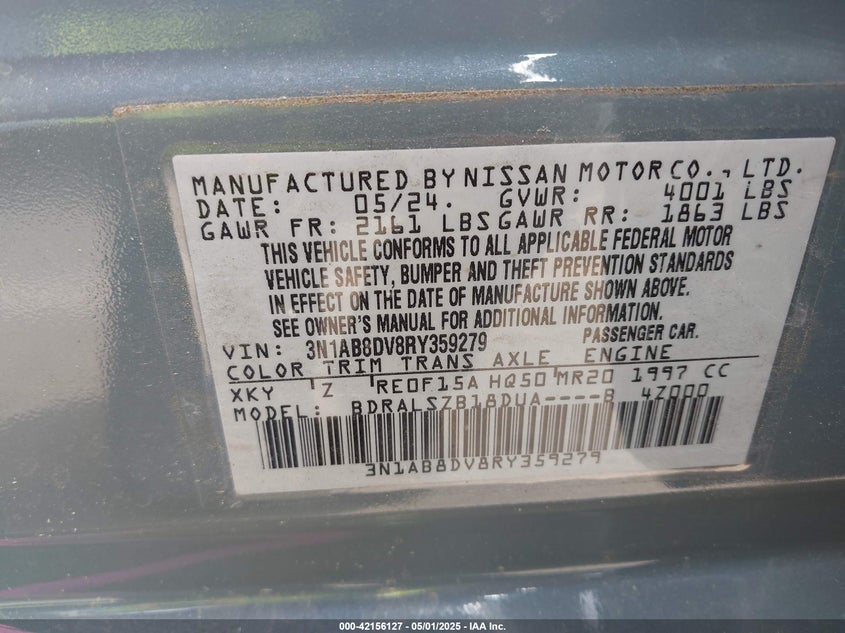 MANUFACTURED BY NISSAN MOTOR CO., LTD.
DATE: 05/24. GVWR: 4001 LBS
GAWR FR: 2161 LBS GAWR RR: 1863 LBS
THIS VEHICLE CONFORMS TO ALL APPLICABLE FEDERAL MOTOR
VEHICLE SAFETY, BUMPER AND THEFT PREVENTION STANDARDS
IN EFFECT ON THE DATE OF MANUFACTURE SHOWN ABOVE.
SEE OWNER'S MANUAL FOR ADDITIONAL INFORMATION.
VIN: 3N1AB8DV8RY359279 PASSENGER CAR.
COLOR TRIM TRANS AXLE ENGINE
XKY Z RE0F15A HQ50 MR20 1997 CC
MODEL: BDRALSZB18DUA----B 4Z000
3N1AB8DV8RY359279
000-42156127 - 05/01/2025 - IAA Inc.